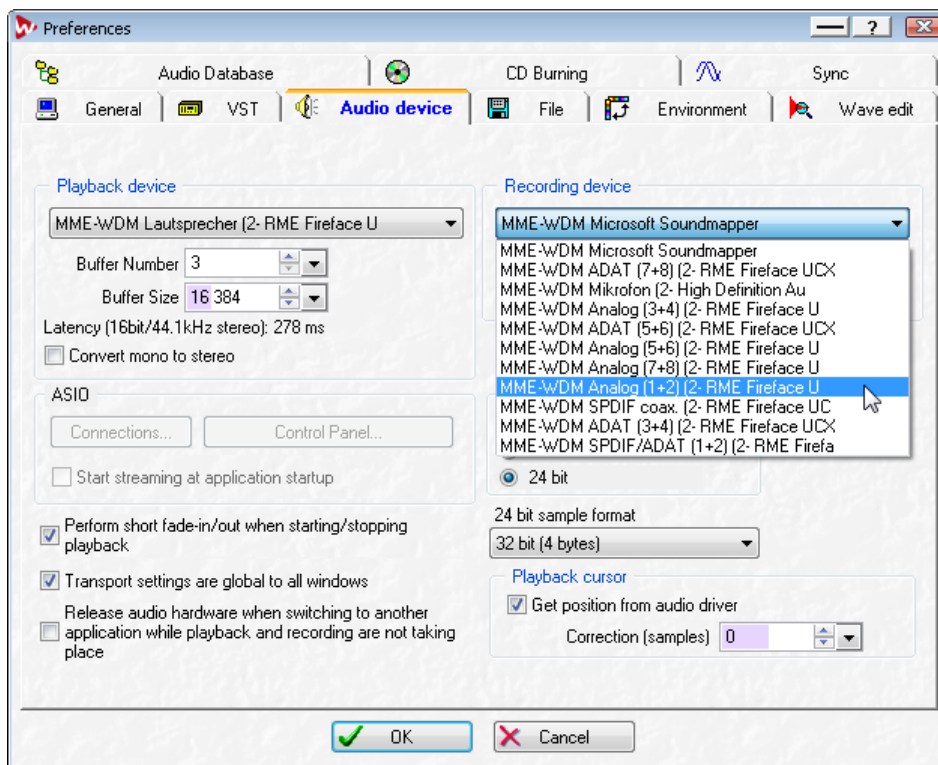 Preferences
Audio Database
CD Burning
Sync
General
VST
Audio device
File
Environment
Wave edit
Playback device
MME-WDM Lautsprecher (2- RME Fireface U
Buffer Number 3
Buffer Size 16 384
Latency (16bit/44.1kHz stereo): 278 ms
Convert mono to stereo
ASIO
Connections...
Control Panel...
Start streaming at application startup
Perform short fade-in/out when starting/stopping
playback
Transport settings are global to all windows
Release audio hardware when switching to another
application while playback and recording are not taking
place
Recording device
MME-WDM Microsoft Soundmapper
MME-WDM Microsoft Soundmapper
MME-WDM ADAT (7+8) (2- RME Fireface UCX
MME-WDM Mikrofon (2- High Definition Au
MME-WDM Analog (3+4) (2- RME Fireface U
MME-WDM ADAT (5+6) (2- RME Fireface UCX
MME-WDM Analog (5+6) (2- RME Fireface U
MME-WDM Analog (7+8) (2- RME Fireface U
MME-WDM Analog (1+2) (2- RME Fireface U
MME-WDM SPDIF coax. (2- RME Fireface UC
MME-WDM ADAT (3+4) (2- RME Fireface UCX
MME-WDM SPDIF/ADAT (1+2) (2- RME Firefa
24 bit
24 bit sample format
32 bit (4 bytes)
Playback cursor
Get position from audio driver
Correction (samples) 0
OK
Cancel